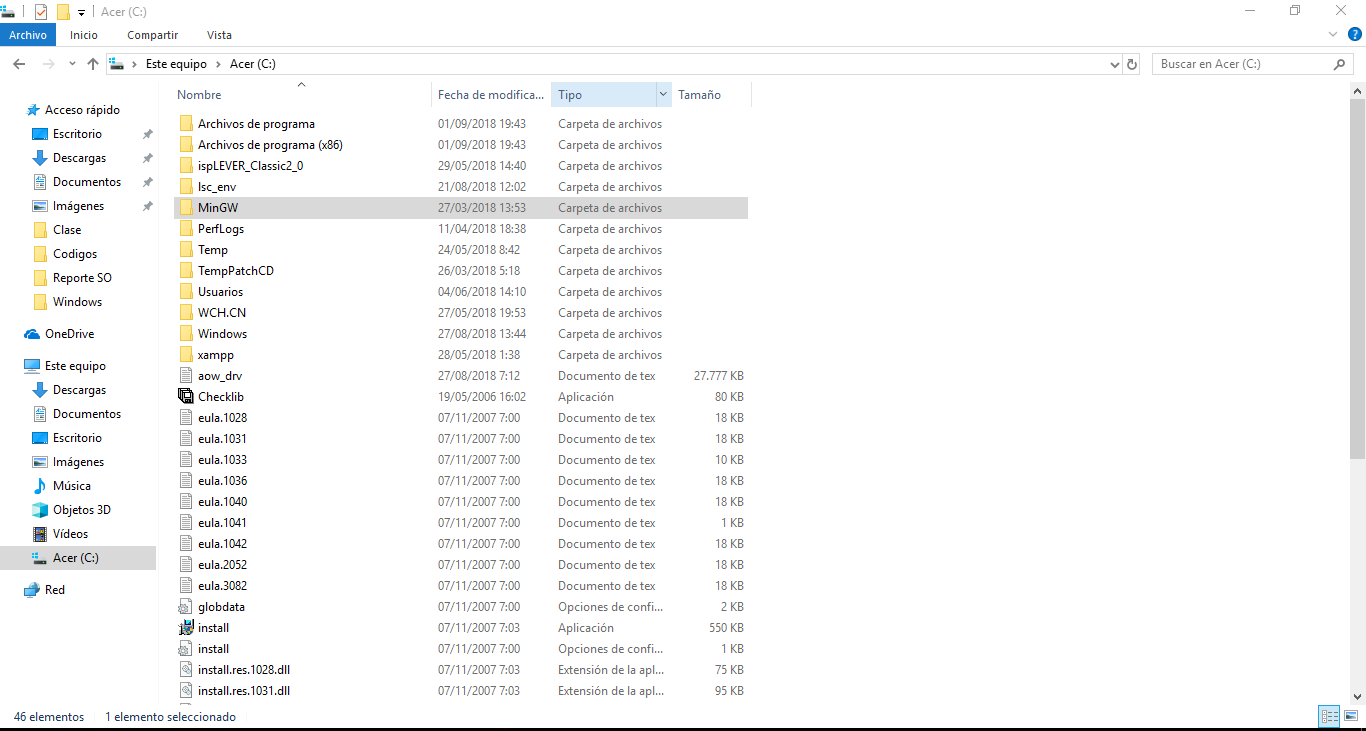 Acer (C:)
Archivo Inicio Compartir Vista
Este equipo Acer (C:) Buscar en Acer (C:)
Nombre Fecha de modifica... Tipo Tamaño
Acceso rápido
Escritorio
Descargas
Documentos
Imágenes
Clase
Codigos
Reporte SO
Windows
OneDrive
Este equipo
Descargas
Documentos
Escritorio
Imágenes
Música
Objetos 3D
Vídeos
Acer (C:)
Red
Archivos de programa 01/09/2018 19:43 Carpeta de archivos
Archivos de programa (x86) 01/09/2018 19:43 Carpeta de archivos
ispLEVER_Classic2_0 29/05/2018 14:40 Carpeta de archivos
lsc_env 21/08/2018 12:02 Carpeta de archivos
MinGW 27/03/2018 13:53 Carpeta de archivos
PerfLogs 11/04/2018 18:38 Carpeta de archivos
Temp 24/05/2018 8:42 Carpeta de archivos
TempPatchCD 26/03/2018 5:18 Carpeta de archivos
Usuarios 04/06/2018 14:10 Carpeta de archivos
WCH.CN 27/05/2018 19:53 Carpeta de archivos
Windows 27/08/2018 13:44 Carpeta de archivos
xampp 28/05/2018 1:38 Carpeta de archivos
aow_drv 27/08/2018 7:12 Documento de tex 27.777 KB
Checklib 19/05/2006 16:02 Aplicación 80 KB
eula.1028 07/11/2007 7:00 Documento de tex 18 KB
eula.1031 07/11/2007 7:00 Documento de tex 18 KB
eula.1033 07/11/2007 7:00 Documento de tex 10 KB
eula.1036 07/11/2007 7:00 Documento de tex 18 KB
eula.1040 07/11/2007 7:00 Documento de tex 18 KB
eula.1041 07/11/2007 7:00 Documento de tex 1 KB
eula.1042 07/11/2007 7:00 Documento de tex 18 KB
eula.2052 07/11/2007 7:00 Documento de tex 18 KB
eula.3082 07/11/2007 7:00 Documento de tex 18 KB
globdata 07/11/2007 7:00 Opciones de confi... 2 KB
install 07/11/2007 7:03 Aplicación 550 KB
install 07/11/2007 7:00 Opciones de confi... 1 KB
install.res.1028.dll 07/11/2007 7:03 Extensión de la apl... 75 KB
install.res.1031.dll 07/11/2007 7:03 Extensión de la apl... 95 KB
46 elementos 1 elemento seleccionado